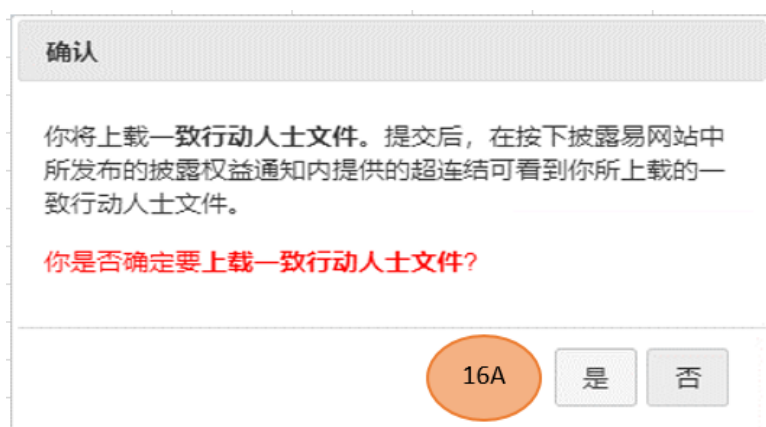 确认
你将上载一致行动人士文件。提交后，在按下披露易网站中
所发布的披露权益通知内提供的超连结可看到你所上载的一
致行动人士文件。
你是否确定要上载一致行动人士文件?
16A 是 否